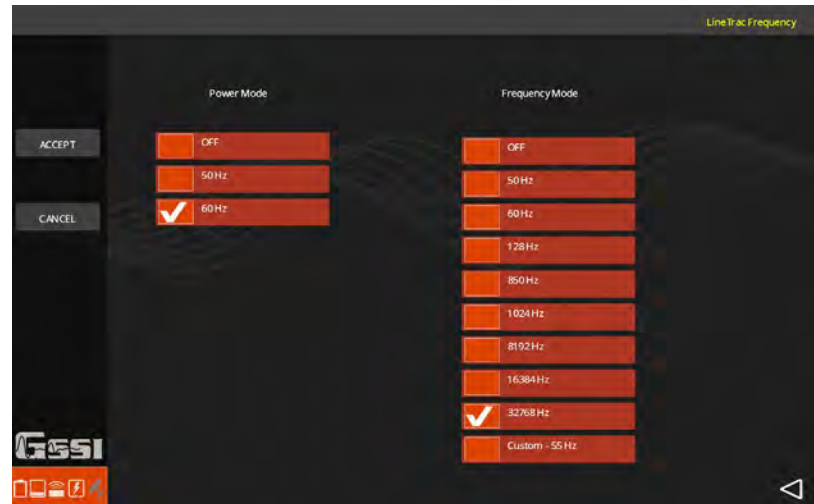 LineTrac Frequency
Power Mode
OFF
50 Hz
60 Hz
Frequency Mode
OFF
50 Hz
60 Hz
128 Hz
850 Hz
1024 Hz
8192 Hz
16384 Hz
32768 Hz
Custom - 55 Hz
ACCEPT
CANCEL
GSSI